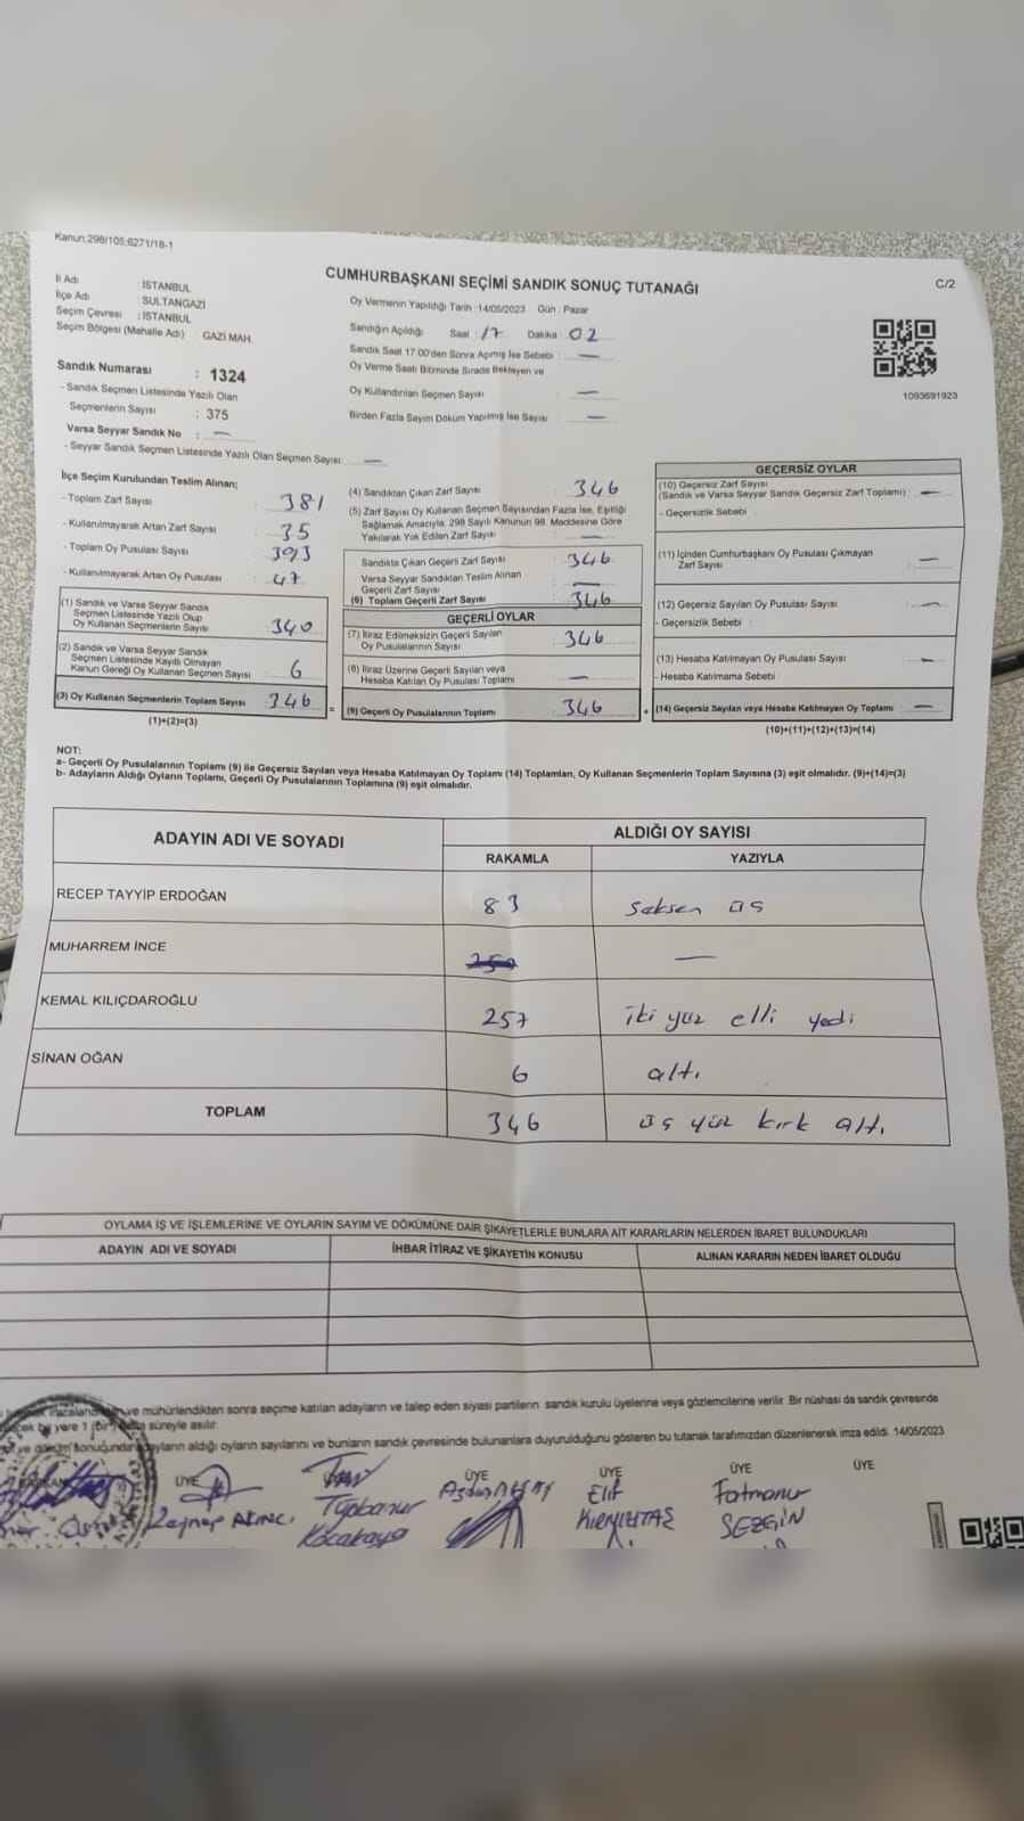 Kanun:298/105;6271/18-1
CUMHURBAŞKANI SEÇİMİ SANDIK SONUÇ TUTANAĞI
C/2
İl Adı : İSTANBUL
İlçe Adı : SULTANGAZİ
Seçim Çevresi : İSTANBUL
Seçim Bölgesi (Mahalle Adı) GAZİ MAH.
Oy Vermenin Yapıldığı Tarih : 14/05/2023 Gün : Pazar
Sandığın Açıldığı Saat : 17 Dakika : 02
Sandık Saat 17:00'den Sonra Açılmış İse Sebebi : —
Oy Verme Saati Bitiminde Sırada Bekleyen ve
Oy Kullandırılan Seçmen Sayısı : —
Birden Fazla Sayım Döküm Yapılmış İse Sayısı : —
1093691923
Sandık Numarası : 1324
- Sandık Seçmen Listesinde Yazılı Olan
Seçmenlerin Sayısı : 375
Varsa Seyyar Sandık No : —
- Seyyar Sandık Seçmen Listesinde Yazılı Olan Seçmen Sayısı: —
İlçe Seçim Kurulundan Teslim Alınan;
- Toplam Zarf Sayısı : 381
- Kullanılmayarak Artan Zarf Sayısı : 35
- Toplam Oy Pusulası Sayısı : 393
- Kullanılmayarak Artan Oy Pusulası : 47
(1) Sandık ve Varsa Seyyar Sandık
Seçmen Listesinde Yazılı Olup
Oy Kullanan Seçmenlerin Sayısı : 340
(2) Sandık ve Varsa Seyyar Sandık
Seçmen Listesinde Kayıtlı Olmayan
Kanun Gereği Oy Kullanan Seçmen Sayısı : 6
(3) Oy Kullanan Seçmenlerin Toplam Sayısı : 346
(1)+(2)=(3)
(4) Sandıktan Çıkan Zarf Sayısı : 346
(5) Zarf Sayısı Oy Kullanan Seçmen Sayısından Fazla İse, Eşitliği
Sağlamak Amacıyla, 298 Sayılı Kanunun 98. Maddesine Göre
Yakılarak Yok Edilen Zarf Sayısı : —
Sandıkta Çıkan Geçerli Zarf Sayısı : 346
Varsa Seyyar Sandıktan Teslim Alınan
Geçerli Zarf Sayısı : —
(6) Toplam Geçerli Zarf Sayısı : 346
GEÇERLİ OYLAR
(7) İtiraz Edilmeksizin Geçerli Sayılan
Oy Pusulalarının Sayısı : 346
(8) İtiraz Üzerine Geçerli Sayılan veya
Hesaba Katılan Oy Pusulası Toplamı : —
(9) Geçerli Oy Pusulalarının Toplamı : 346
GEÇERSİZ OYLAR
(10) Geçersiz Zarf Sayısı
(Sandık ve Varsa Seyyar Sandık Geçersiz Zarf Toplamı) : —
- Geçersizlik Sebebi :
(11) İçinden Cumhurbaşkanı Oy Pusulası Çıkmayan
Zarf Sayısı : —
(12) Geçersiz Sayılan Oy Pusulası Sayısı : —
- Geçersizlik Sebebi :
(13) Hesaba Katılmayan Oy Pusulası Sayısı : —
- Hesaba Katılmama Sebebi :
(14) Geçersiz Sayılan veya Hesaba Katılmayan Oy Toplamı : —
(10)+(11)+(12)+(13)=(14)
NOT:
a- Geçerli Oy Pusulalarının Toplamı (9) ile Geçersiz Sayılan veya Hesaba Katılmayan Oy Toplamı (14) Toplamları, Oy Kullanan Seçmenlerin Toplam Sayısına (3) eşit olmalıdır. (9)+(14)=(3)
b- Adayların Aldığı Oyların Toplamı, Geçerli Oy Pusulalarının Toplamına (9) eşit olmalıdır.
ADAYIN ADI VE SOYADI
ALDIĞI OY SAYISI
RAKAMLA YAZIYLA
RECEP TAYYİP ERDOĞAN 83 seksen üç
MUHARREM İNCE —
KEMAL KILIÇDAROĞLU 257 iki yüz elli yedi
SİNAN OĞAN 6 altı
TOPLAM 346 üç yüz kırk altı
OYLAMA İŞ VE İŞLEMLERİNE VE OYLARIN SAYIM VE DÖKÜMÜNE DAİR ŞİKAYETLERLE BUNLARA AİT KARARLARIN NELERDEN İBARET BULUNDUKLARI
ADAYIN ADI VE SOYADI İHBAR İTİRAZ VE ŞİKAYETİN KONUSU ALINAN KARARIN NEDEN İBARET OLDUĞU
ve mühürlendikten sonra seçime katılan adayların ve talep eden siyasi partilerin sandık kurulu üyelerine veya gözlemcilerine verilir. Bir nüshası da sandık çevresinde
bir yere 1 (bir) süreyle asılır.
adayların aldığı oyların sayılarını ve bunların sandık çevresinde bulunanlara duyurulduğunu gösteren bu tutanak tarafımızdan düzenlenerek imza edildi. 14/05/2023
ÜYE ÜYE ÜYE ÜYE ÜYE
Zeynep AKINCI
Tuğbanur
Kocakaya
Elif
Fatmanur
SEZGİN